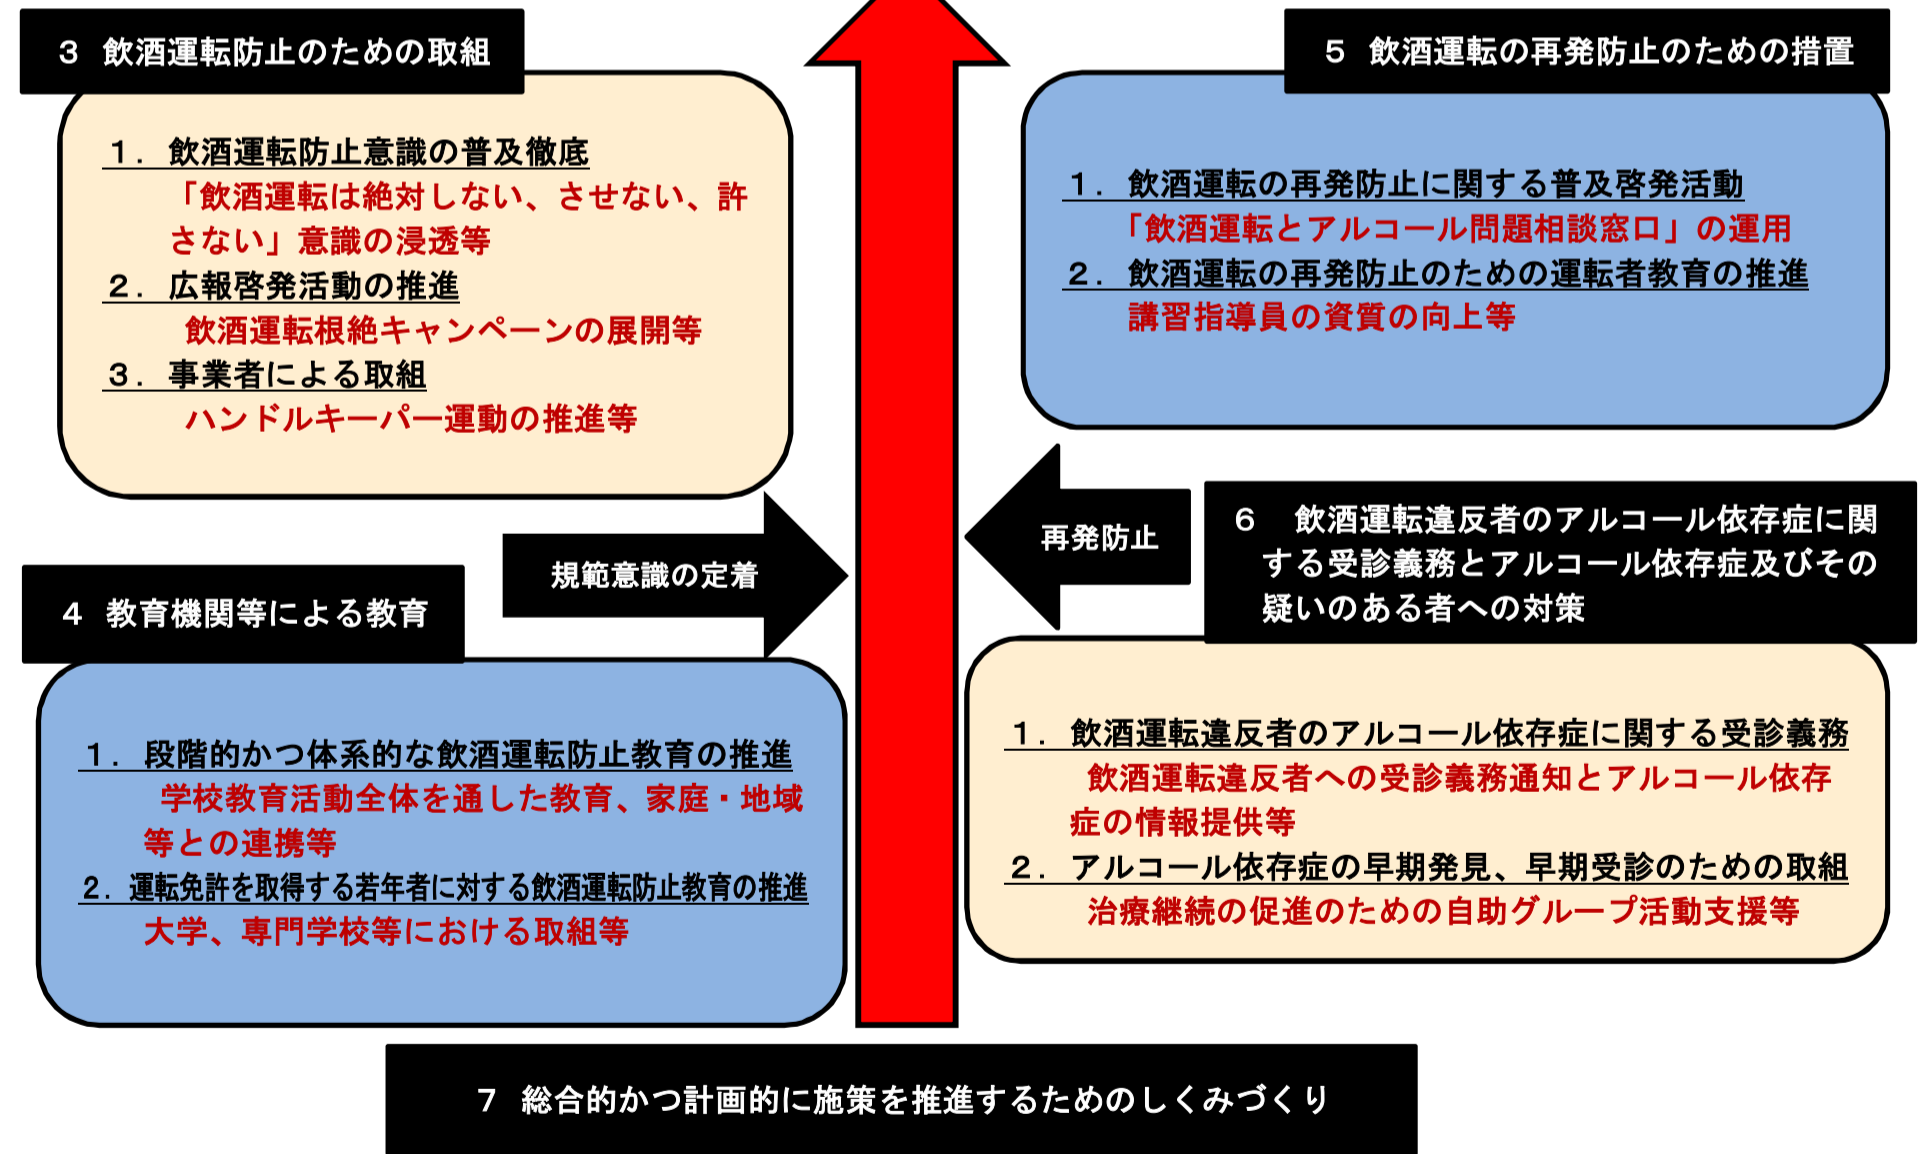 ３ 飲酒運転防止のための取組
１．飲酒運転防止意識の普及徹底
「飲酒運転は絶対しない、させない、許
さない」意識の浸透等
２．広報啓発活動の推進
飲酒運転根絶キャンペーンの展開等
３．事業者による取組
ハンドルキーパー運動の推進等
規範意識の定着
４ 教育機関等による教育
１．段階的かつ体系的な飲酒運転防止教育の推進
学校教育活動全体を通した教育、家庭・地域
等との連携等
２．運転免許を取得する若年者に対する飲酒運転防止教育の推進
大学、専門学校等における取組等
５ 飲酒運転の再発防止のための措置
１．飲酒運転の再発防止に関する普及啓発活動
「飲酒運転とアルコール問題相談窓口」の運用
２．飲酒運転の再発防止のための運転者教育の推進
講習指導員の資質の向上等
再発防止
６ 飲酒運転違反者のアルコール依存症に関
する受診義務とアルコール依存症及びその
疑いのある者への対策
１．飲酒運転違反者のアルコール依存症に関する受診義務
飲酒運転違反者への受診義務通知とアルコール依存
症の情報提供等
２．アルコール依存症の早期発見、早期受診のための取組
治療継続の促進のための自助グループ活動支援等
７ 総合的かつ計画的に施策を推進するためのしくみづくり